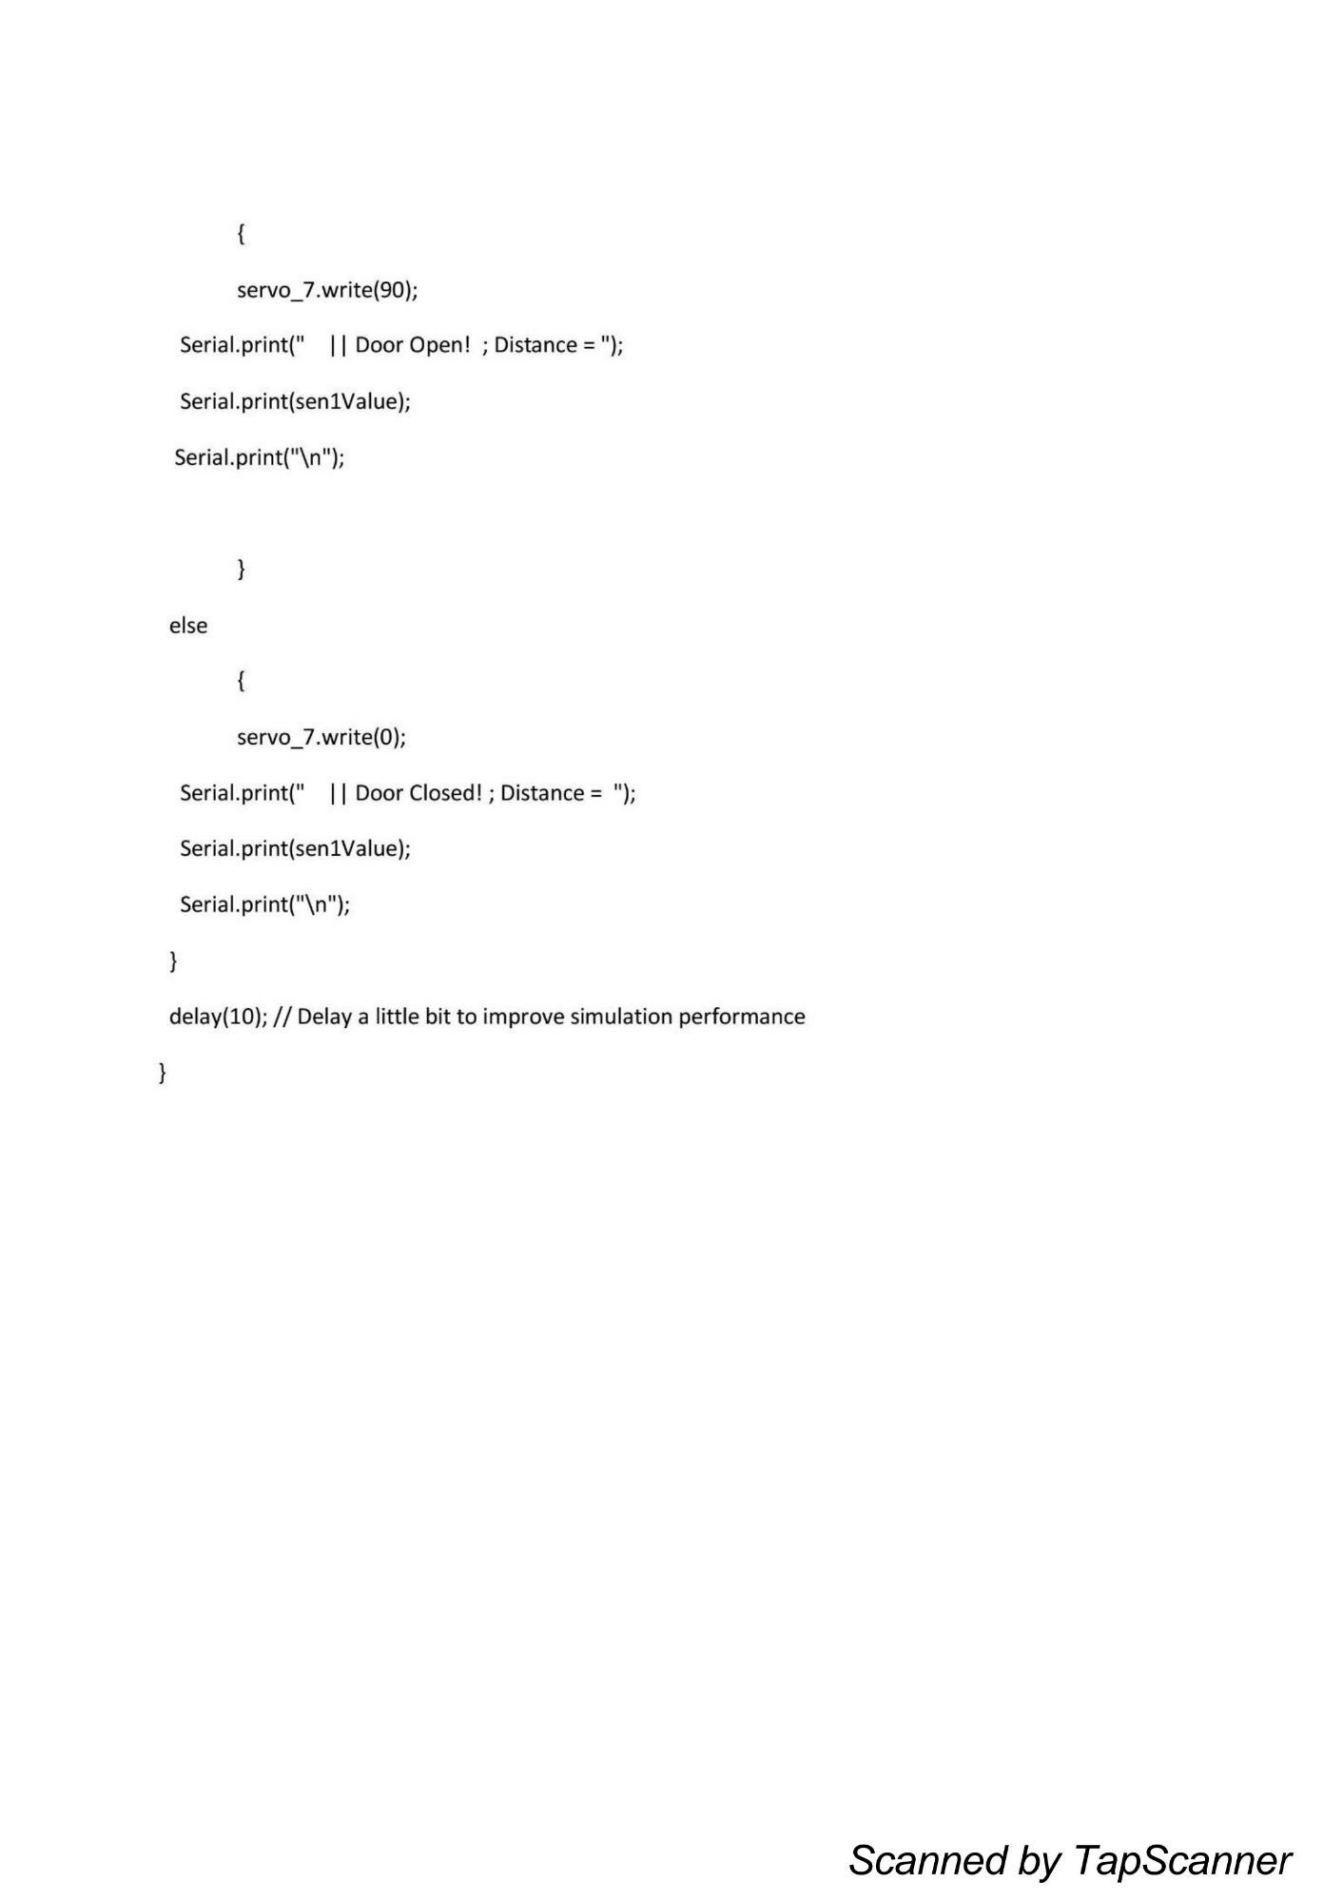 {
servo_7.write(90);
Serial.print("    || Door Open!  ; Distance = ");
Serial.print(sen1Value);
Serial.print("\n");
}
else
{
servo_7.write(0);
Serial.print("    || Door Closed! ; Distance =  ");
Serial.print(sen1Value);
Serial.print("\n");
}
delay(10); // Delay a little bit to improve simulation performance
}
Scanned by TapScanner